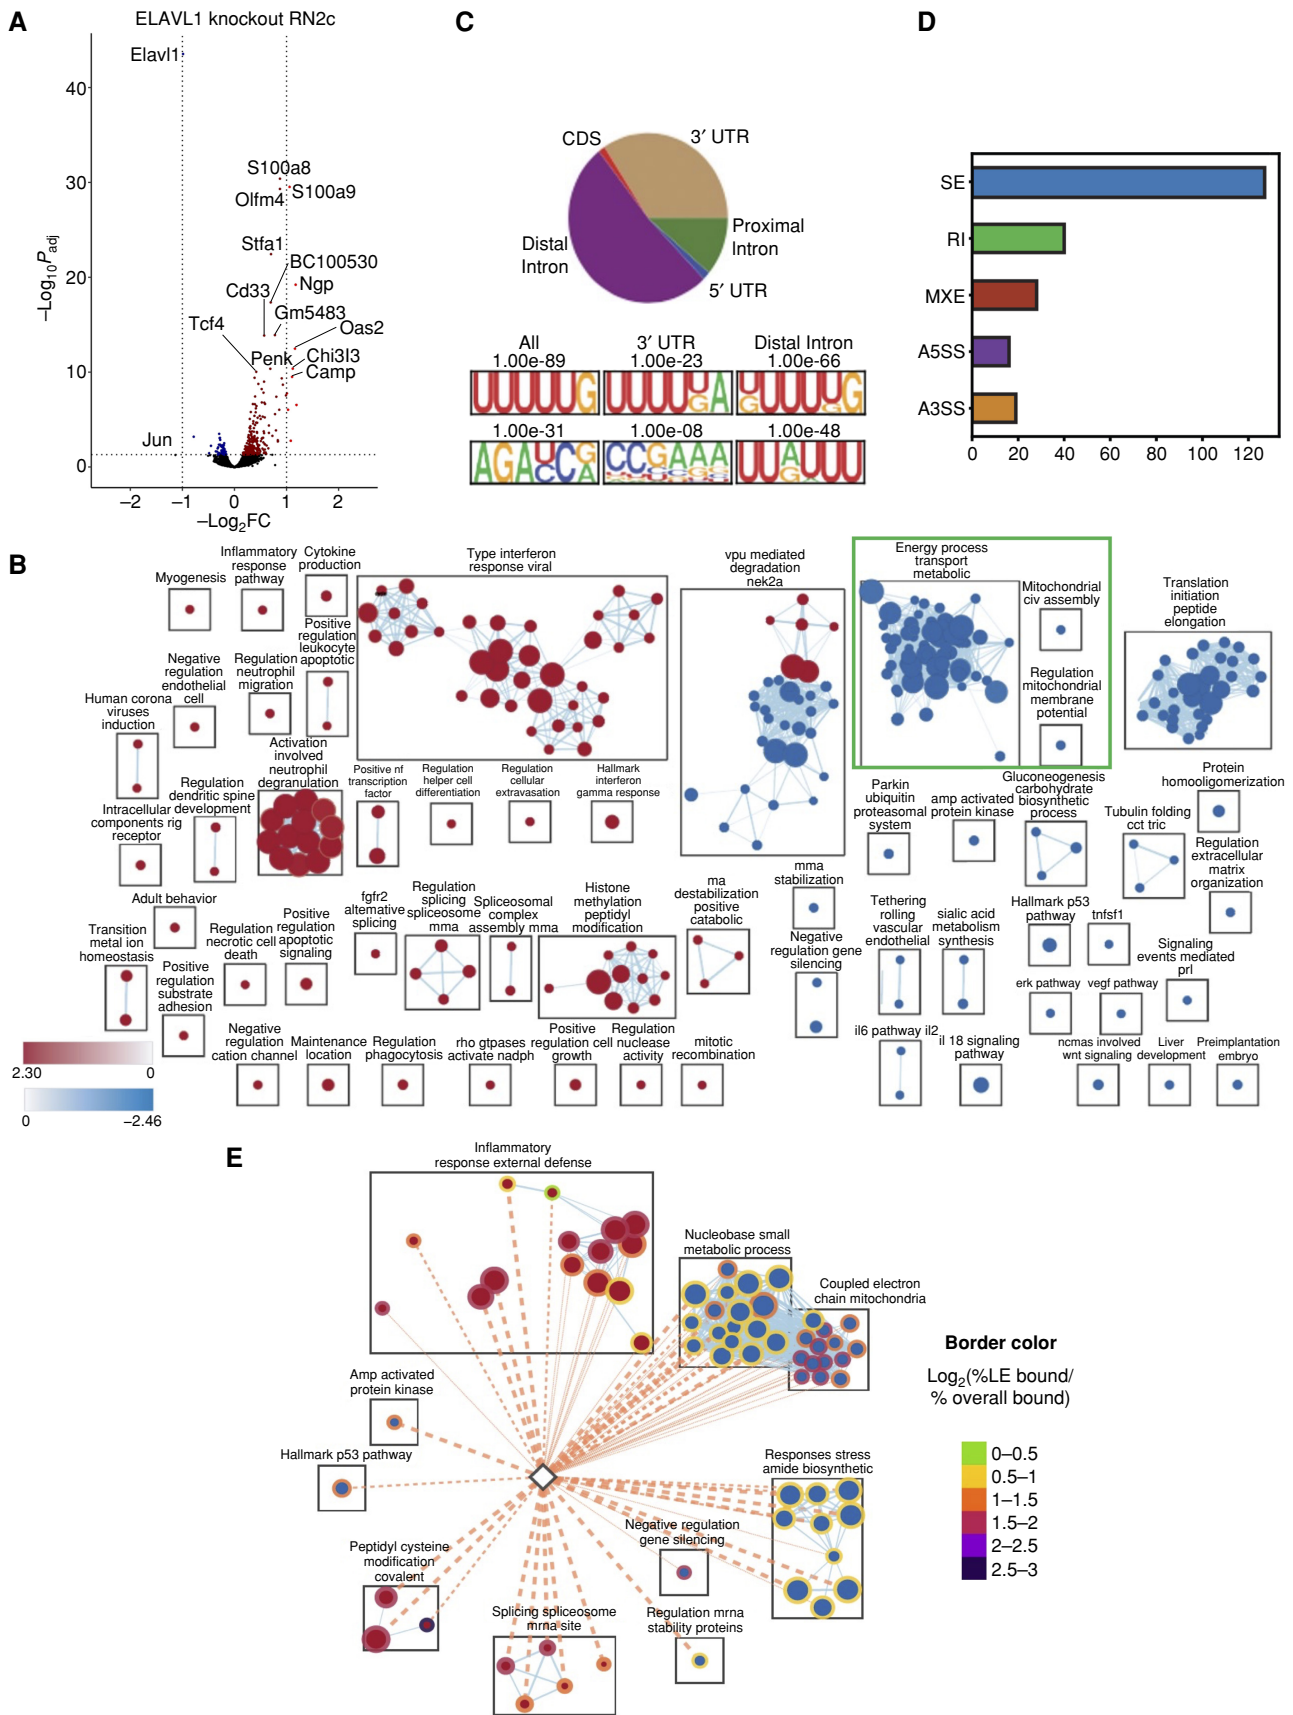 A
ELAVL1 knockout RN2c
Elavl1
S100a8
S100a9
Olfm4
Stfa1
BC100530
Ngp
Cd33
Gm5483
Tcf4
Oas2
Penk
Chi3l3
Camp
Jun
40
30
20
10
0
–Log10Padj
–2
–1
0
1
2
–Log2FC
C
CDS
3′ UTR
Proximal
Intron
Distal
Intron
5′ UTR
All
1.00e-89
3′ UTR
1.00e-23
Distal Intron
1.00e-66
1.00e-31
1.00e-08
1.00e-48
D
SE
RI
MXE
A5SS
A3SS
0
20
40
60
80
100
120
B
Myogenesis
Inflammatory
response
pathway
Cytokine
production
Type interferon
response viral
vpu mediated
degradation
nek2a
Energy process
transport
metabolic
Mitochondrial
civ assembly
Regulation
mitochondrial
membrane
potential
Translation
initiation
peptide
elongation
Positive
regulation
leukocyte
apoptotic
Negative
regulation
endothelial
cell
Regulation
neutrophil
migration
Human corona
viruses
induction
Activation
involved
neutrophil
degranulation
Positive nf
transcription
factor
Regulation
helper cell
differentiation
Regulation
cellular
extravasation
Hallmark
interferon
gamma response
Regulation
dendritic spine
development
Intracellular
components rig
receptor
Parkin
ubiquitin
proteasomal
system
amp activated
protein kinase
Gluconeogenesis
carbohydrate
biosynthetic
process
Tubulin folding
cct tric
Protein
homooligomerization
Regulation
extracellular
matrix
organization
Adult behavior
Transition
metal ion
homeostasis
Positive
regulation
substrate
adhesion
Regulation
necrotic cell
death
Positive
regulation
apoptotic
signaling
fgfr2
altemative
splicing
Regulation
splicing
spliceosome
mma
Spliceosomal
complex
assembly mma
Histone
methylation
peptidyl
modification
ma
destabilization
positive
catabolic
mma
stabilization
Negative
regulation gene
silencing
Tethering
rolling
vascular
endothelial
sialic acid
metabolism
synthesis
Hallmark p53
pathway
tnfsf1
Signaling
events mediated
prl
erk pathway
vegf pathway
Negative
regulation
cation channel
Maintenance
location
Regulation
phagocytosis
rho gtpases
activate nadph
Positive
regulation cell
growth
Regulation
nuclease
activity
mitotic
recombination
il6 pathway il2
il 18 signaling
pathway
ncmas involved
wnt signaling
Liver
development
Preimplantation
embryo
2.30
0
0
–2.46
E
Inflammatory
response external defense
Nucleobase small
metabolic process
Coupled electron
chain mitochondria
Amp activated
protein kinase
Hallmark p53 pathway
Responses stress
amide biosynthetic
Negative regulation
gene silencing
Peptidyl cysteine
modification
covalent
Splicing spliceosome
mrna site
Regulation mrna
stability proteins
Border color
Log2(%LE bound/
% overall bound)
0–0.5
0.5–1
1–1.5
1.5–2
2–2.5
2.5–3